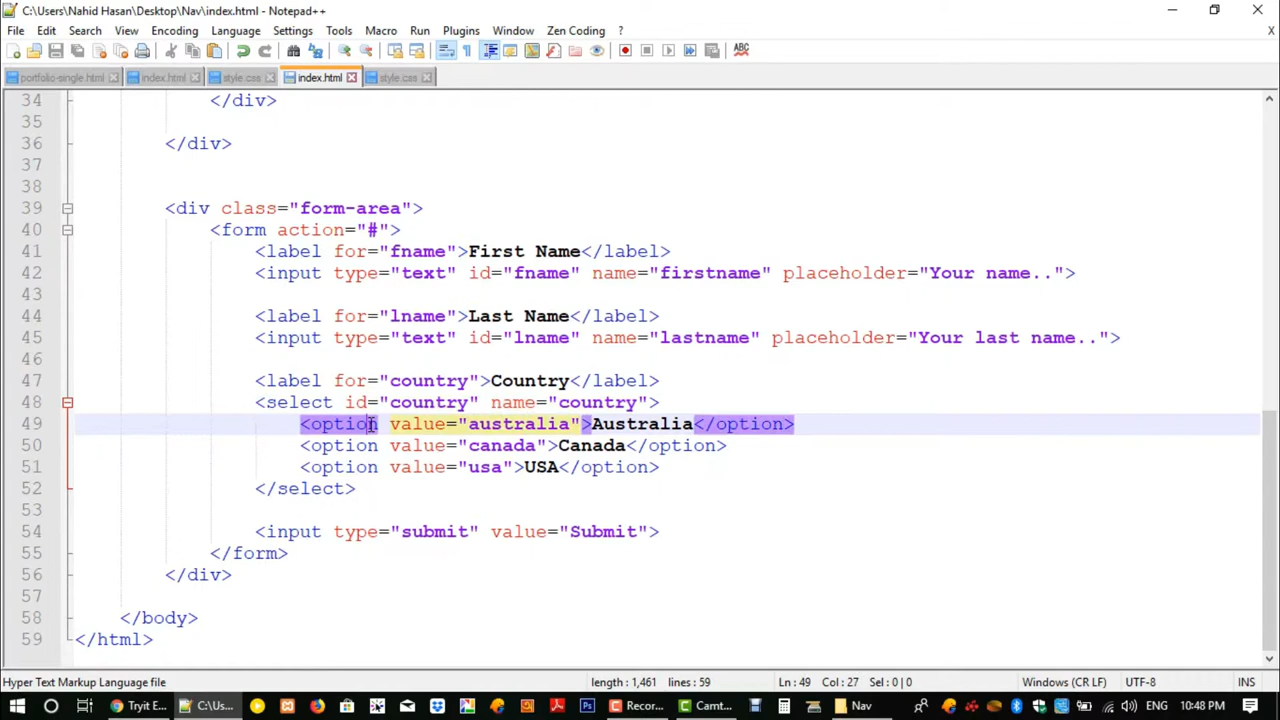 C:\Users\Nahid Hasan\Desktop\Nav\index.html - Notepad++
File Edit Search View Encoding Language Settings Tools Macro Run Plugins Window Zen Coding ? X
portfolio-single.html index.html style.css index.html style.css
34 </div>
35
36 </div>
37
38
39 <div class="form-area">
40 <form action="#">
41 <label for="fname">First Name</label>
42 <input type="text" id="fname" name="firstname" placeholder="Your name..">
43
44 <label for="lname">Last Name</label>
45 <input type="text" id="lname" name="lastname" placeholder="Your last name..">
46
47 <label for="country">Country</label>
48 <select id="country" name="country">
49 <option value="australia">Australia</option>
50 <option value="canada">Canada</option>
51 <option value="usa">USA</option>
52 </select>
53
54 <input type="submit" value="Submit">
55 </form>
56 </div>
57
58 </body>
59 </html>
Hyper Text Markup Language file length : 1,461 lines : 59 Ln : 49 Col : 27 Sel : 0 | 0 Windows (CR LF) UTF-8 INS
Tryit E... C:\Us... Recor... Camt... Nav ENG 10:48 PM